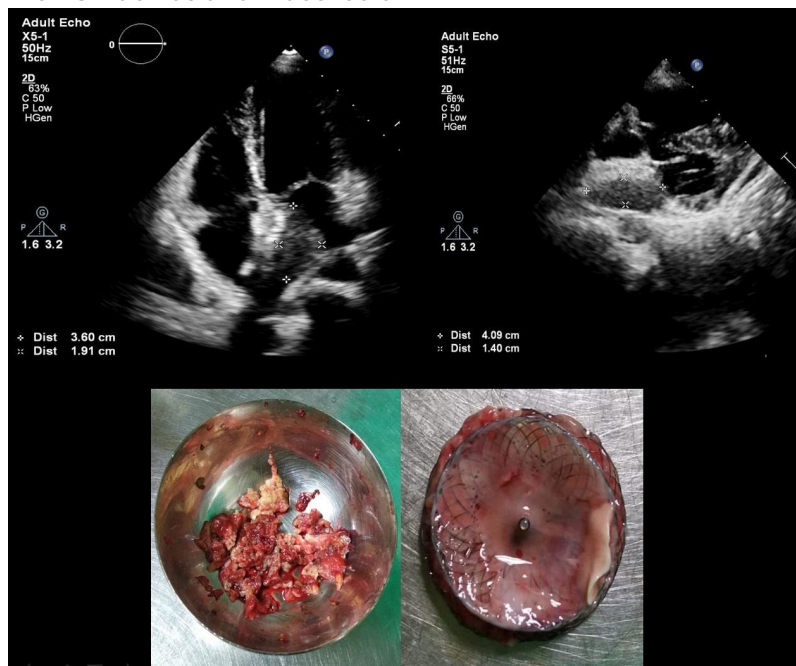 Adult Echo
X5-1
50Hz
15cm
0
P
2D
63%
C 50
P Low
HGen
G
P R
1.6 3.2
Dist 3.60 cm
Dist 1.91 cm
Adult Echo
S5-1
51Hz
15cm
P
2D
66%
C 50
P Low
HGen
G
P R
1.6 3.2
Dist 4.09 cm
Dist 1.40 cm